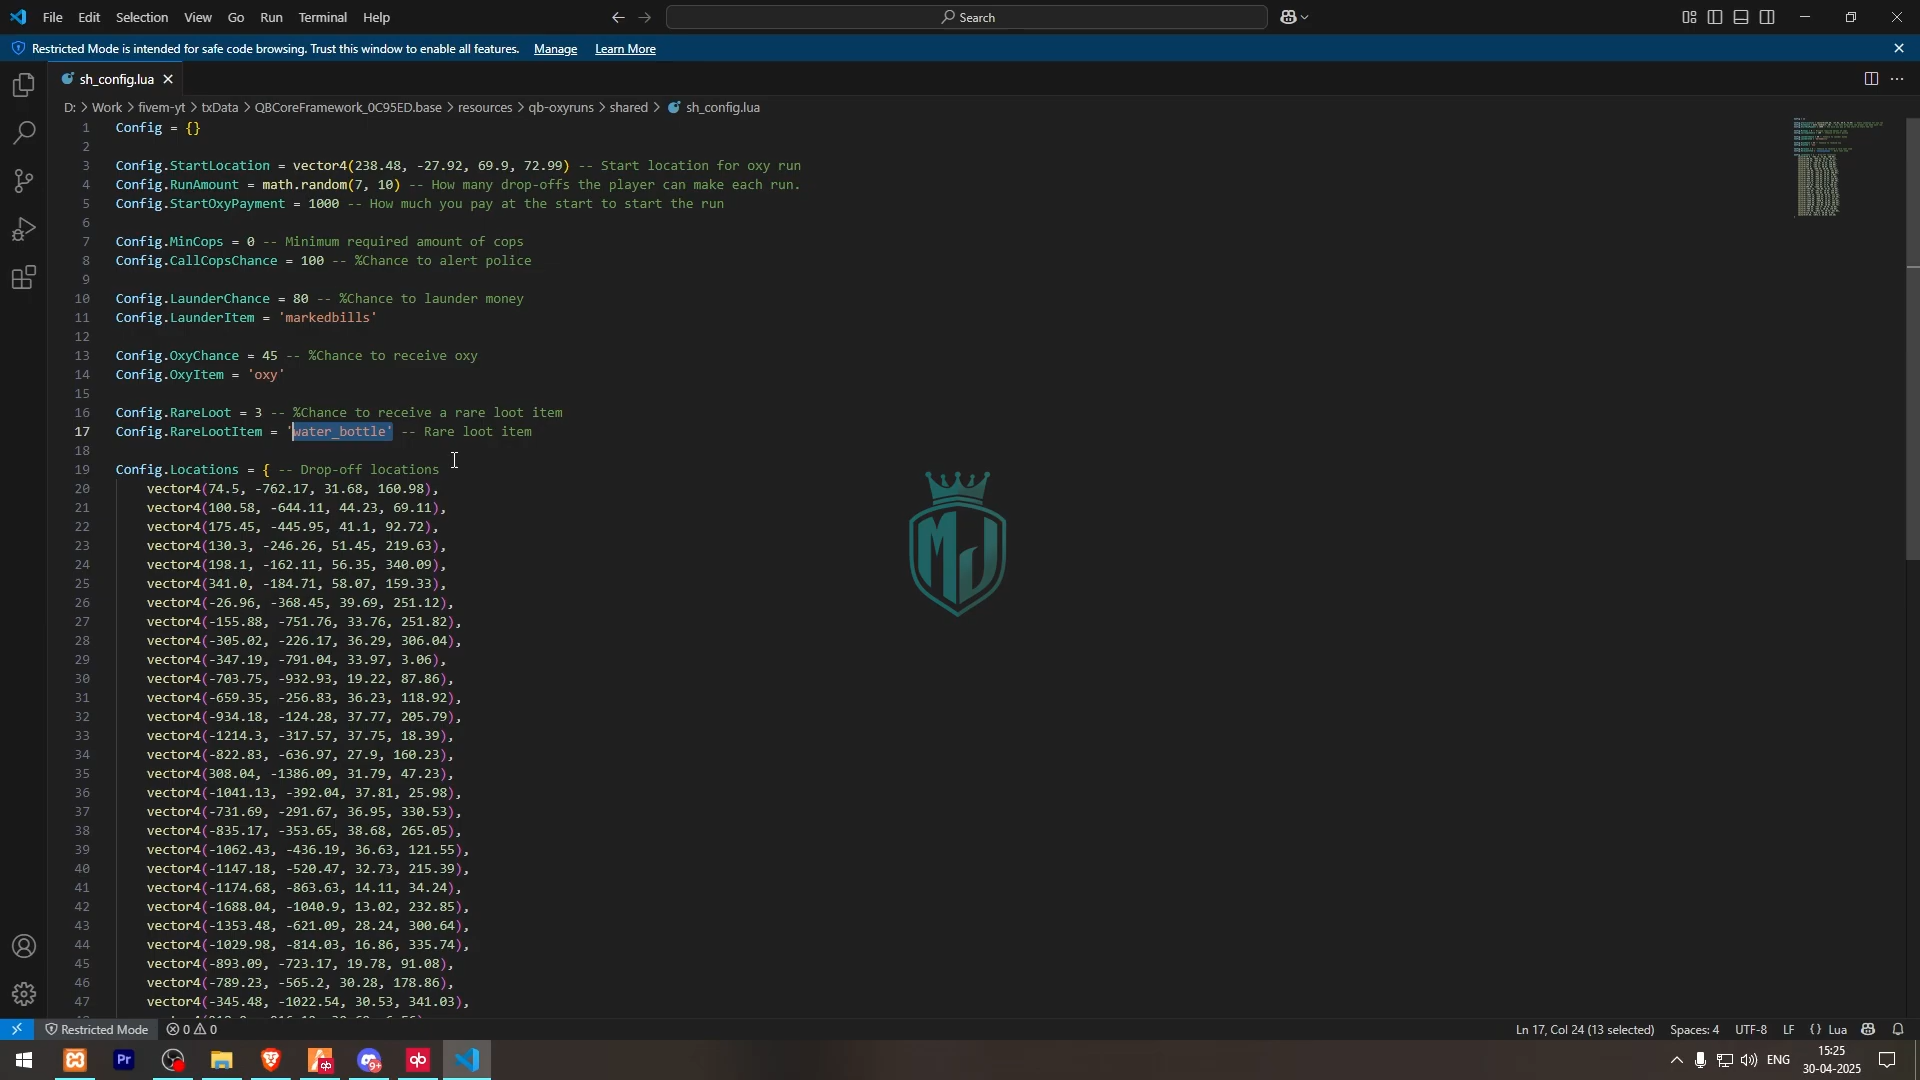 File Edit Selection View Go Run Terminal Help
Search
Restricted Mode is intended for safe code browsing. Trust this window to enable all features. Manage Learn More
sh_config.lua
D: > Work > fivem-yt > txData > QBCoreFramework_0C95ED.base > resources > qb-oxyruns > shared > sh_config.lua
1 Config = {}
2
3 Config.StartLocation = vector4(238.48, -27.92, 69.9, 72.99) -- Start location for oxy run
4 Config.RunAmount = math.random(7, 10) -- How many drop-offs the player can make each run.
5 Config.StartOxyPayment = 1000 -- How much you pay at the start to start the run
6
7 Config.MinCops = 0 -- Minimum required amount of cops
8 Config.CallCopsChance = 100 -- %Chance to alert police
9
10 Config.LaunderChance = 80 -- %Chance to launder money
11 Config.LaunderItem = 'markedbills'
12
13 Config.OxyChance = 45 -- %Chance to receive oxy
14 Config.OxyItem = 'oxy'
15
16 Config.RareLoot = 3 -- %Chance to receive a rare loot item
17 Config.RareLootItem = 'water_bottle' -- Rare loot item
18
19 Config.Locations = { -- Drop-off locations
20 vector4(74.5, -762.17, 31.68, 160.98),
21 vector4(100.58, -644.11, 44.23, 69.11),
22 vector4(175.45, -445.95, 41.1, 92.72),
23 vector4(130.3, -246.26, 51.45, 219.63),
24 vector4(198.1, -162.11, 56.35, 340.09),
25 vector4(341.0, -184.71, 58.07, 159.33),
26 vector4(-26.96, -368.45, 39.69, 251.12),
27 vector4(-155.88, -751.76, 33.76, 251.82),
28 vector4(-305.02, -226.17, 36.29, 306.04),
29 vector4(-347.19, -791.04, 33.97, 3.06),
30 vector4(-703.75, -932.93, 19.22, 87.86),
31 vector4(-659.35, -256.83, 36.23, 118.92),
32 vector4(-934.18, -124.28, 37.77, 205.79),
33 vector4(-1214.3, -317.57, 37.75, 18.39),
34 vector4(-822.83, -636.97, 27.9, 160.23),
35 vector4(308.04, -1386.09, 31.79, 47.23),
36 vector4(-1041.13, -392.04, 37.81, 25.98),
37 vector4(-731.69, -291.67, 36.95, 330.53),
38 vector4(-835.17, -353.65, 38.68, 265.05),
39 vector4(-1062.43, -436.19, 36.63, 121.55),
40 vector4(-1147.18, -520.47, 32.73, 215.39),
41 vector4(-1174.68, -863.63, 14.11, 34.24),
42 vector4(-1688.04, -1040.9, 13.02, 232.85),
43 vector4(-1353.48, -621.09, 28.24, 300.64),
44 vector4(-1029.98, -814.03, 16.86, 335.74),
45 vector4(-893.09, -723.17, 19.78, 91.08),
46 vector4(-789.23, -565.2, 30.28, 178.86),
47 vector4(-345.48, -1022.54, 30.53, 341.03),
MJ
Restricted Mode 0 0 Ln 17, Col 24 (13 selected) Spaces: 4 UTF-8 LF {} Lua
Pr qb 9+ qb ENG 15:25
30-04-2025